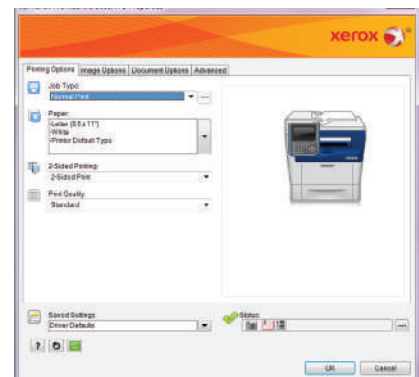 xerox
Printing Options Image Options Document Options Advanced
Job Type:
Normal Print
Paper:
-Letter (8.5 x 11")
-White
-Printer Default Type
2-Sided Printing:
2-Sided Print
Print Quality:
Standard
Saved Settings:
Driver Defaults
Status:
?
OK Cancel